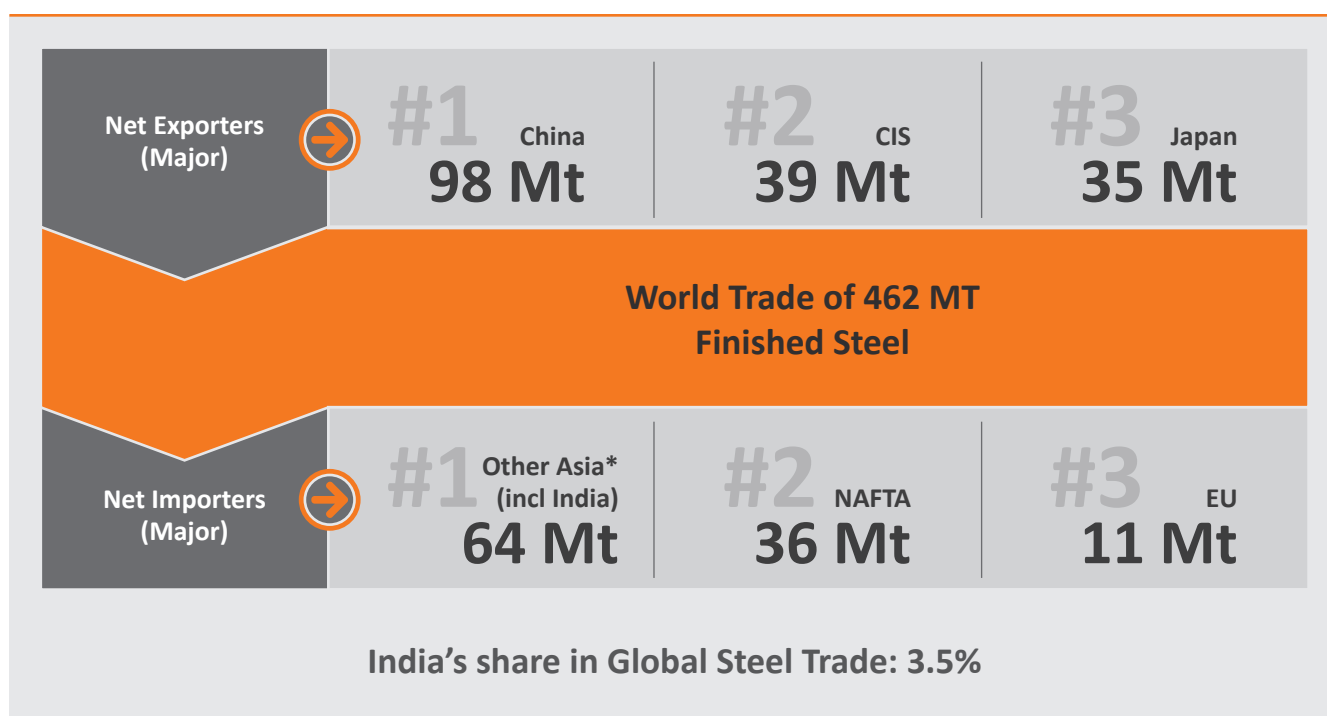 Net Exporters
(Major)
#1 China
98 Mt
#2 CIS
39 Mt
#3 Japan
35 Mt
World Trade of 462 MT
Finished Steel
Net Importers
(Major)
#1 Other Asia*
(incl India)
64 Mt
#2 NAFTA
36 Mt
#3 EU
11 Mt
India’s share in Global Steel Trade: 3.5%